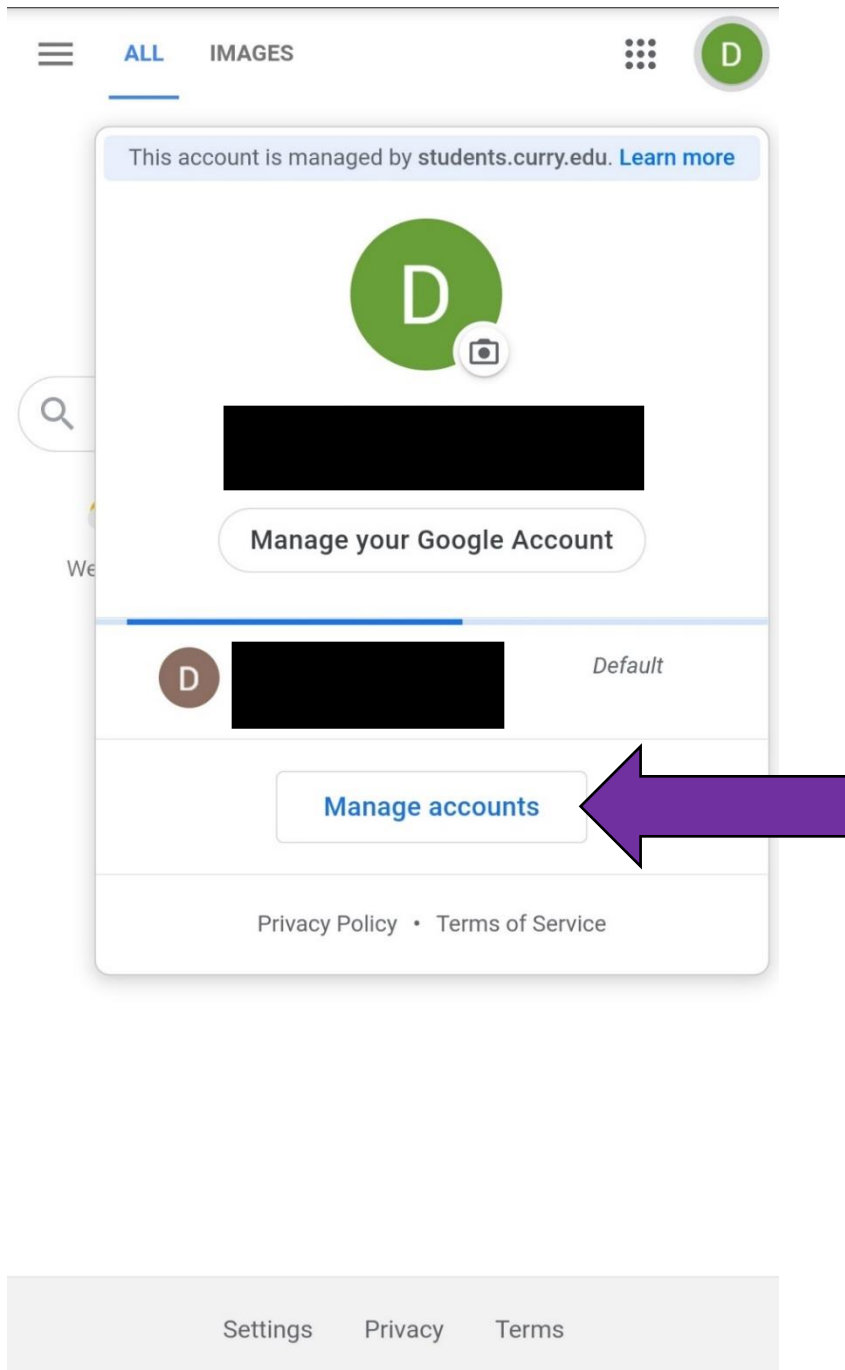 ALL IMAGES D
This account is managed by students.curry.edu. Learn more
D
Manage your Google Account
We
D Default
Manage accounts
Privacy Policy • Terms of Service
Settings Privacy Terms